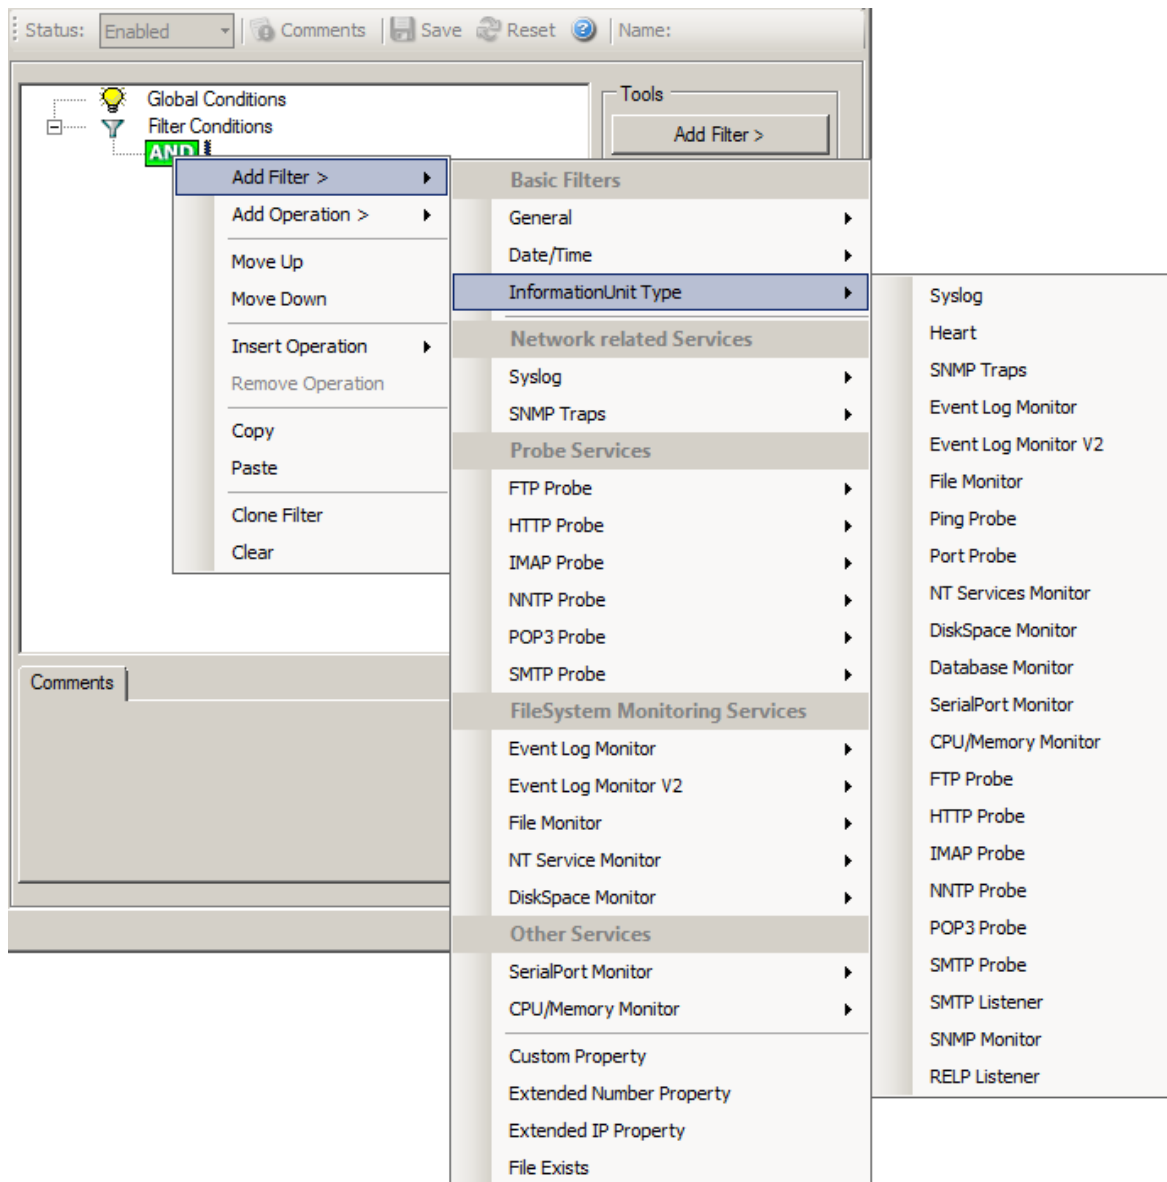 Status: Enabled Comments Save Reset Name:
Global Conditions
Filter Conditions
AND
Tools
Add Filter >
Add Filter >
Add Operation >
Move Up
Move Down
Insert Operation
Remove Operation
Copy
Paste
Clone Filter
Clear
Comments
Basic Filters
General
Date/Time
InformationUnit Type
Network related Services
Syslog
SNMP Traps
Probe Services
FTP Probe
HTTP Probe
IMAP Probe
NNTP Probe
POP3 Probe
SMTP Probe
FileSystem Monitoring Services
Event Log Monitor
Event Log Monitor V2
File Monitor
NT Service Monitor
DiskSpace Monitor
Other Services
SerialPort Monitor
CPU/Memory Monitor
Custom Property
Extended Number Property
Extended IP Property
File Exists
Syslog
Heart
SNMP Traps
Event Log Monitor
Event Log Monitor V2
File Monitor
Ping Probe
Port Probe
NT Services Monitor
DiskSpace Monitor
Database Monitor
SerialPort Monitor
CPU/Memory Monitor
FTP Probe
HTTP Probe
IMAP Probe
NNTP Probe
POP3 Probe
SMTP Probe
SMTP Listener
SNMP Monitor
RELP Listener